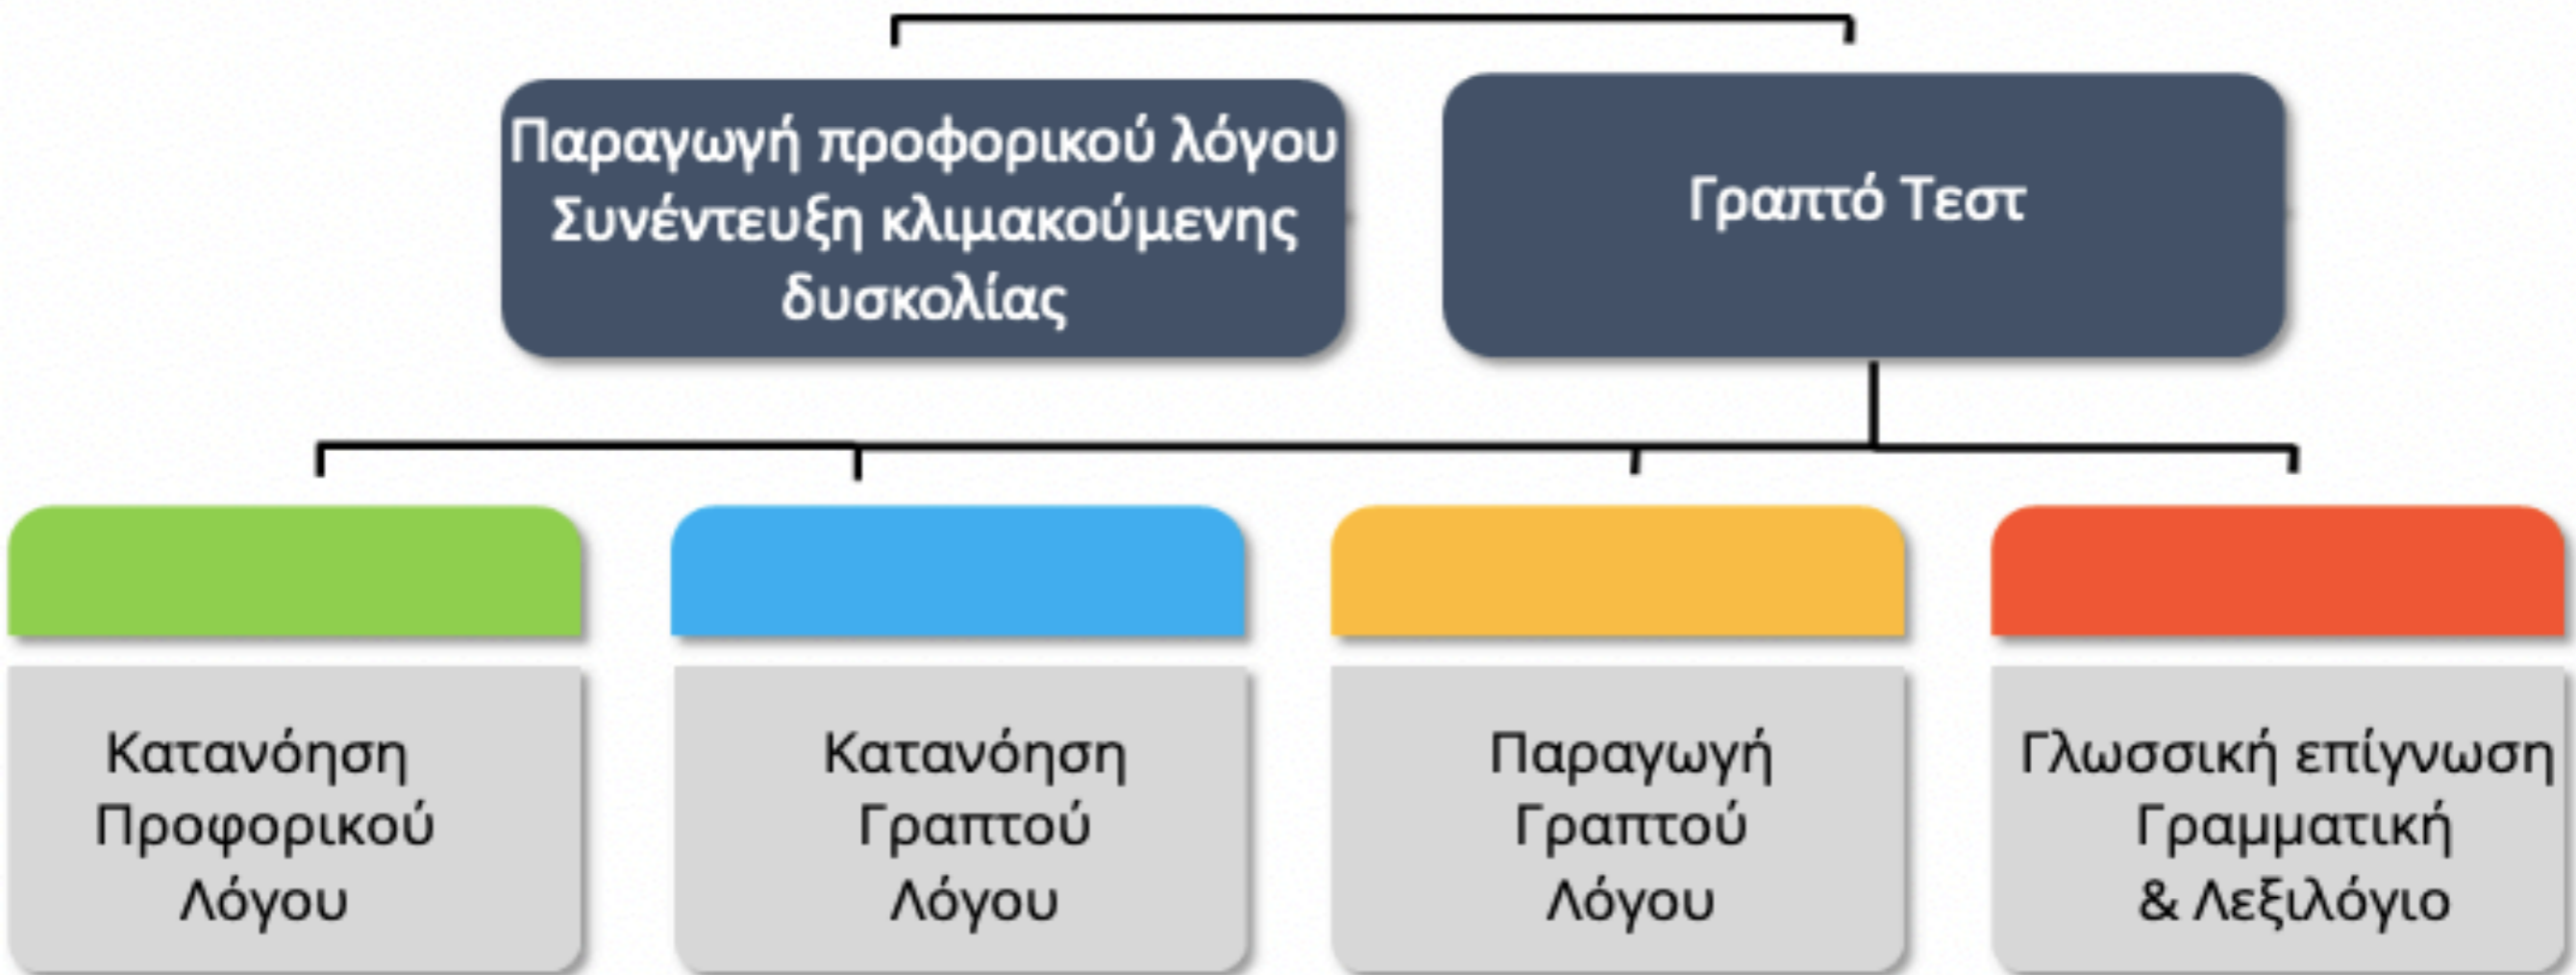 Παραγωγή προφορικού λόγου
Συνέντευξη κλιμακούμενης
δυσκολίας
Γραπτό Τεστ
Κατανόηση
Προφορικού
Λόγου
Κατανόηση
Γραπτού
Λόγου
Παραγωγή
Γραπτού
Λόγου
Γλωσσική επίγνωση
Γραμματική
& Λεξιλόγιο